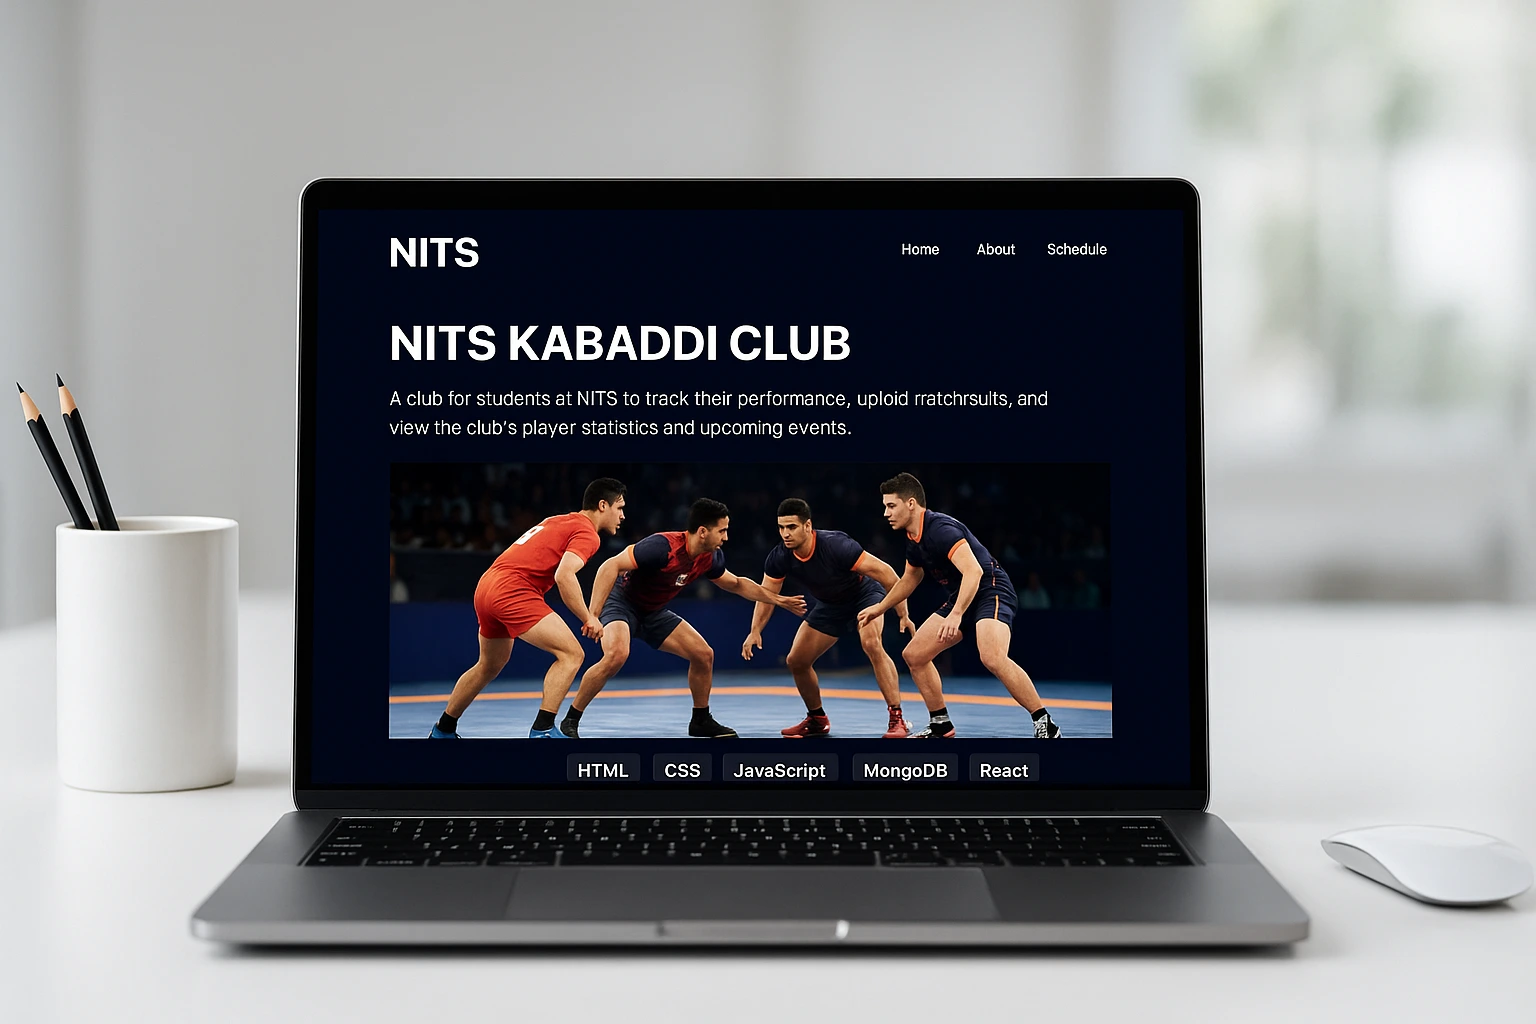 NITS
Home About Schedule
NITS KABADDI CLUB
A club for students at NITS to track their performance, uploid rratchrsults, and
view the club's player statistics and upcoming events.
HTML CSS JavaScript MongoDB React